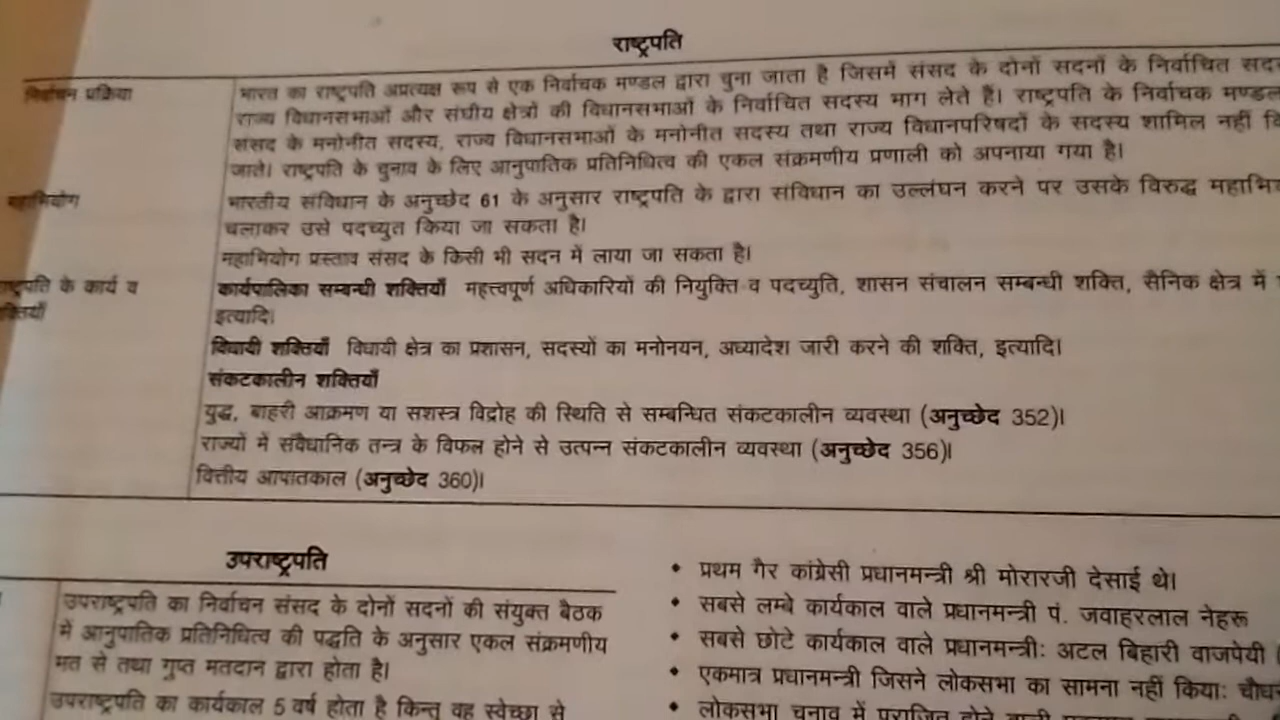 राष्ट्रपति
निर्वाचन प्रक्रिया
भारत का राष्ट्रपति अप्रत्यक्ष रूप से एक निर्वाचक मण्डल द्वारा चुना जाता है जिसमें संसद के दोनों सदनों के निर्वाचित
राज्य विधानसभाओं और संघीय क्षेत्रों की विधानसभाओं के निर्वाचित सदस्य भाग लेते हैं। राष्ट्रपति के निर्वाचक मण्डल
संसद के मनोनीत सदस्य, राज्य विधानसभाओं के मनोनीत सदस्य तथा राज्य विधानपरिषदों के सदस्य शामिल नहीं
जाते। राष्ट्रपति के चुनाव के लिए आनुपातिक प्रतिनिधित्व की एकल संक्रमणीय प्रणाली को अपनाया गया है।
महाभियोग
भारतीय संविधान के अनुच्छेद 61 के अनुसार राष्ट्रपति के द्वारा संविधान का उल्लंघन करने पर उसके विरुद्ध
चलाकर उसे पदच्युत किया जा सकता है।
महाभियोग प्रस्ताव संसद के किसी भी सदन में लाया जा सकता है।
के कार्य व
कार्यपालिका सम्बन्धी शक्तियाँ महत्त्वपूर्ण अधिकारियों की नियुक्ति व पदच्युति, शासन संचालन सम्बन्धी शक्ति, सैनिक क्षेत्र में
इत्यादि।
विधायी शक्तियाँ विधायी क्षेत्र का प्रशासन, सदस्यों का मनोनयन, अध्यादेश जारी करने की शक्ति, इत्यादि।
संकटकालीन शक्तियाँ
युद्ध, बाहरी आक्रमण या सशस्त्र विद्रोह की स्थिति से सम्बन्धित संकटकालीन व्यवस्था (अनुच्छेद 352)।
राज्यों में संवैधानिक तन्त्र के विफल होने से उत्पन्न संकटकालीन व्यवस्था (अनुच्छेद 356)।
वित्तीय आपातकाल (अनुच्छेद 360)।
उपराष्ट्रपति
उपराष्ट्रपति का निर्वाचन संसद के दोनों सदनों की संयुक्त बैठक
में आनुपातिक प्रतिनिधित्व की पद्धति के अनुसार एकल संक्रमणीय
मत से तथा गुप्त मतदान द्वारा होता है।
उपराष्ट्रपति का कार्यकाल 5 वर्ष होता है किन्तु वह स्वेच्छा से
• प्रथम गैर कांग्रेसी प्रधानमन्त्री श्री मोरारजी देसाई थे।
• सबसे लम्बे कार्यकाल वाले प्रधानमन्त्री पं. जवाहरलाल नेहरू
• सबसे छोटे कार्यकाल वाले प्रधानमन्त्री: अटल बिहारी वाजपेयी
• एकमात्र प्रधानमन्त्री जिसने लोकसभा का सामना नहीं किया:
• लोकसभा चुनाव में पराजित होने वाली